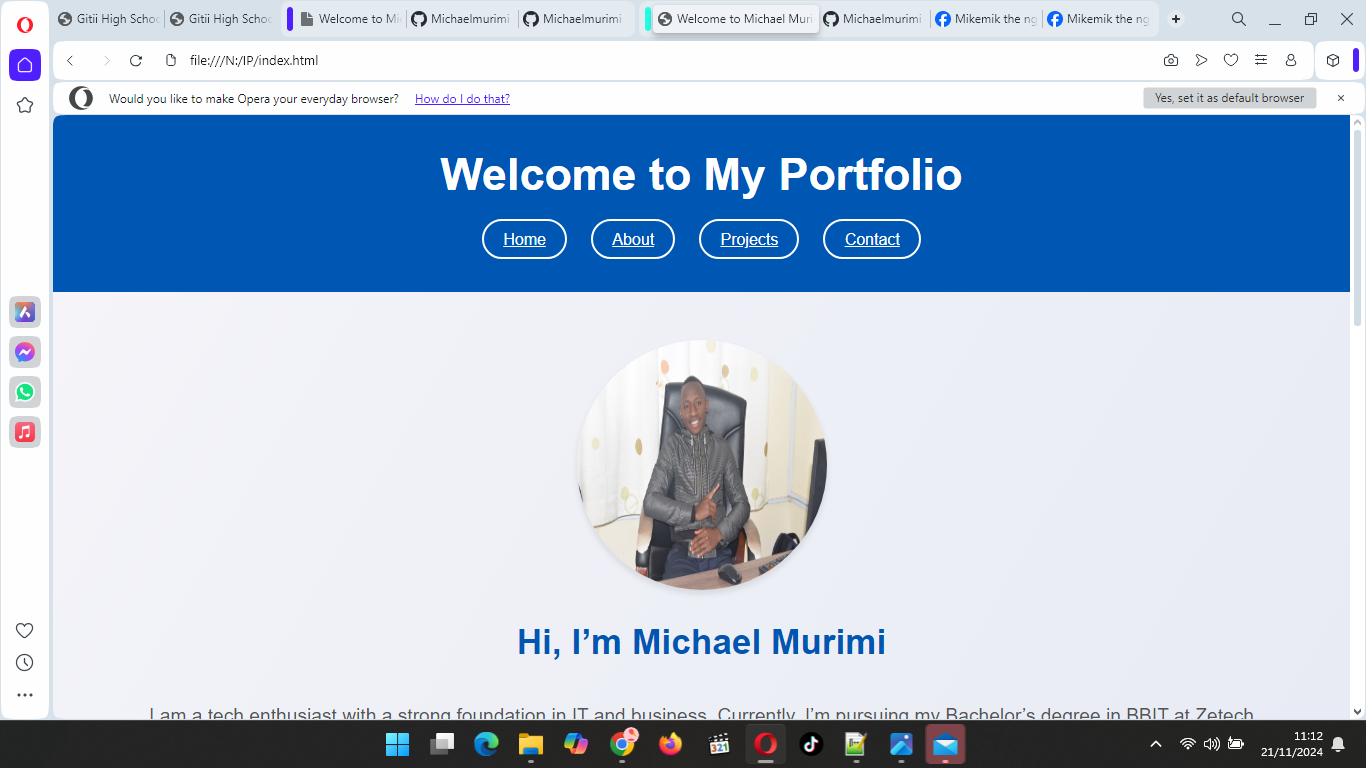 Gitii High Schoo
Gitii High Schoo
Welcome to Mi
Michaelmurimi
Michaelmurimi
Welcome to Michael Muri
Michaelmurimi
Mikemik the ng
Mikemik the ng
file:///N:/IP/index.html
Would you like to make Opera your everyday browser? How do I do that? Yes, set it as default browser
Welcome to My Portfolio
Home About Projects Contact
Hi, I’m Michael Murimi
I am a tech enthusiast with a strong foundation in IT and business. Currently, I’m pursuing my Bachelor’s degree in BBIT at Zetech
321
11:12
21/11/2024